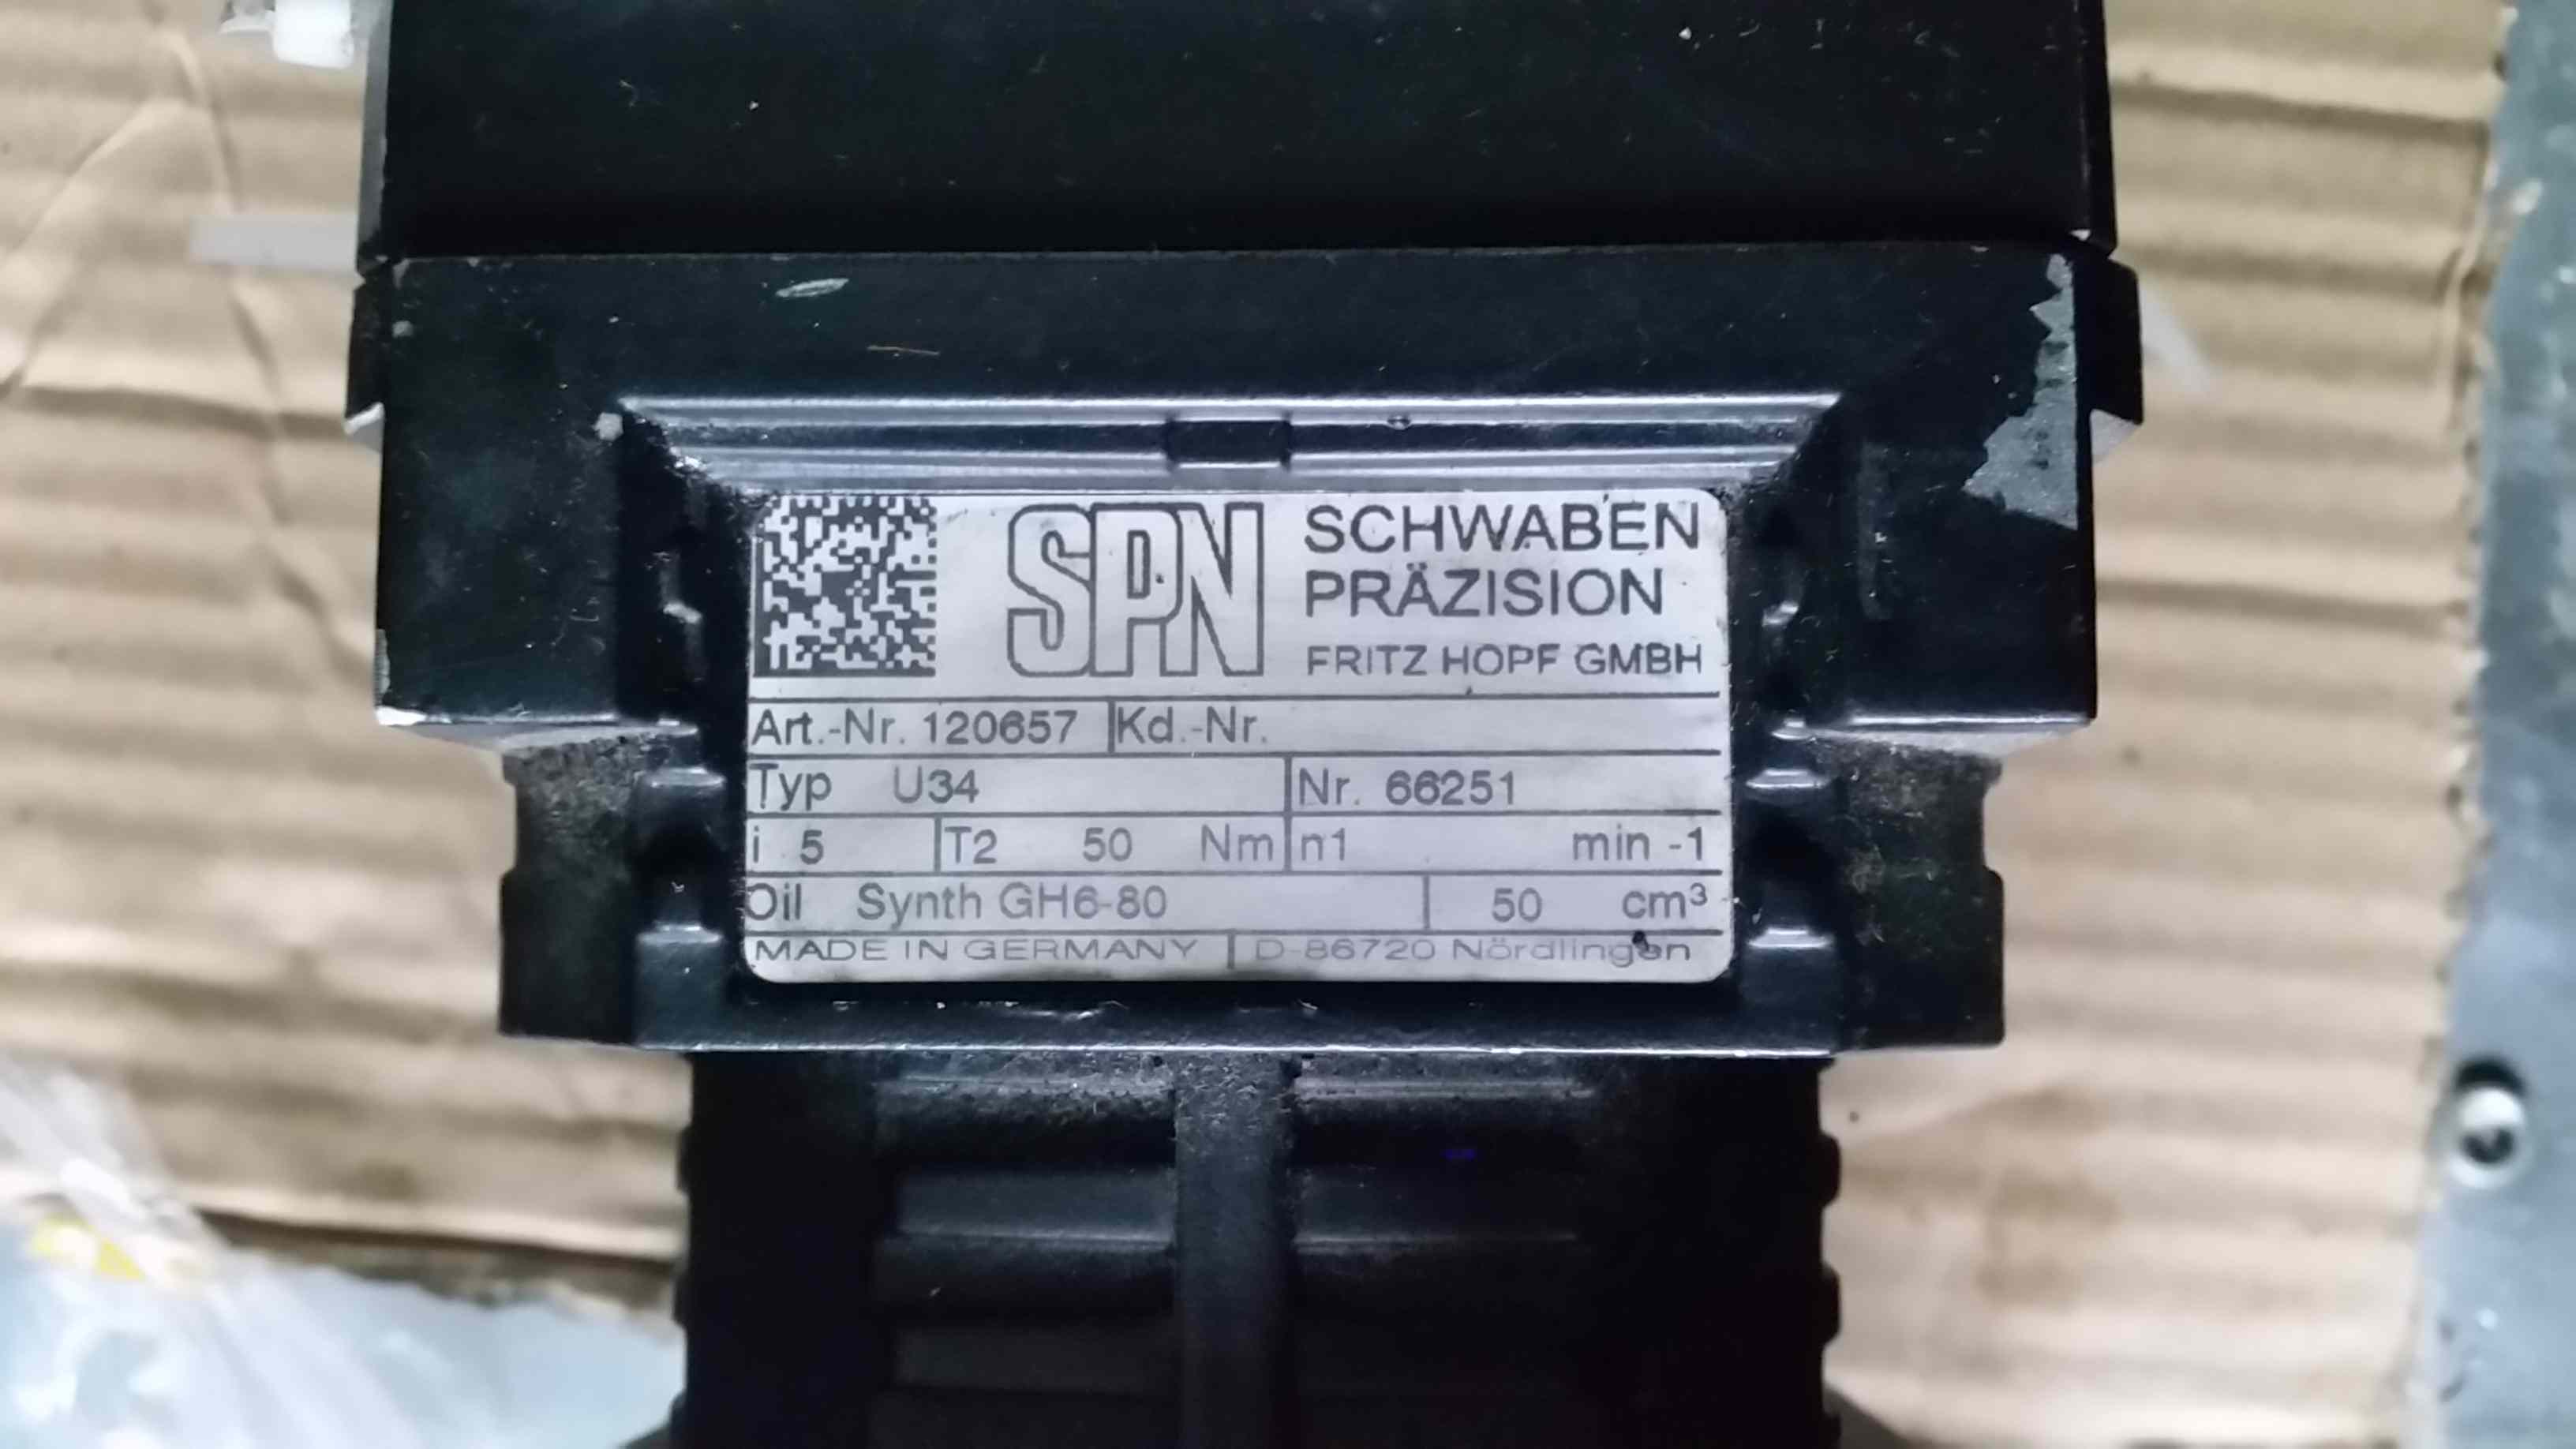 SPN SCHWABEN
PRÄZISION
FRITZ HOPF GMBH
Art.-Nr. 120657 Kd.-Nr.
Typ U34 Nr. 66251
i 5 T2 50 Nm n1 min -1
Oil Synth GH6-80 50 cm³
MADE IN GERMANY D-86720 Nördlingen